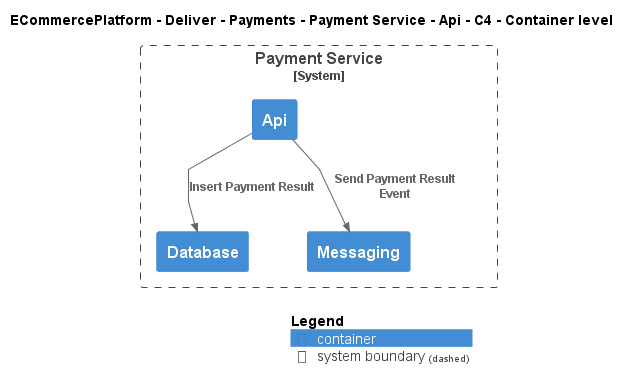 ECommercePlatform - Deliver - Payments - Payment Service - Api - C4 - Container level
Payment Service
[System]
Api
Insert Payment Result
Send Payment Result
Event
Database
Messaging
Legend
container
system boundary (dashed)